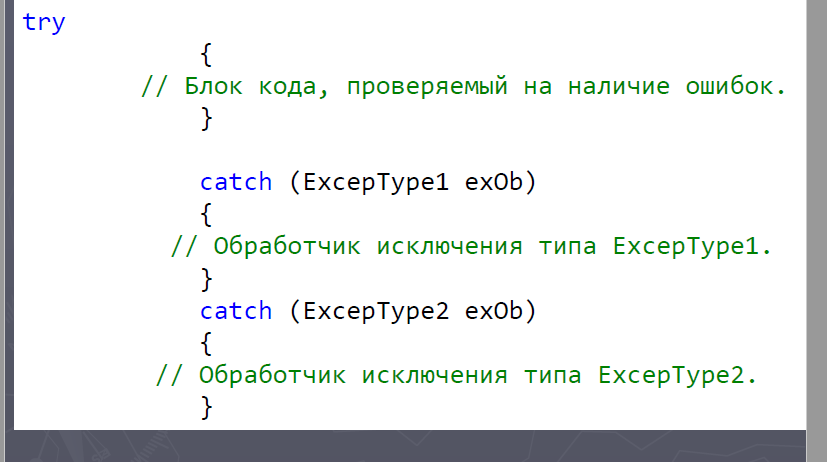 try
{
// Блок кода, проверяемый на наличие ошибок.
}
catch (ExcepType1 exOb)
{
// Обработчик исключения типа ExcepType1.
}
catch (ExcepType2 exOb)
{
// Обработчик исключения типа ExcepType2.
}